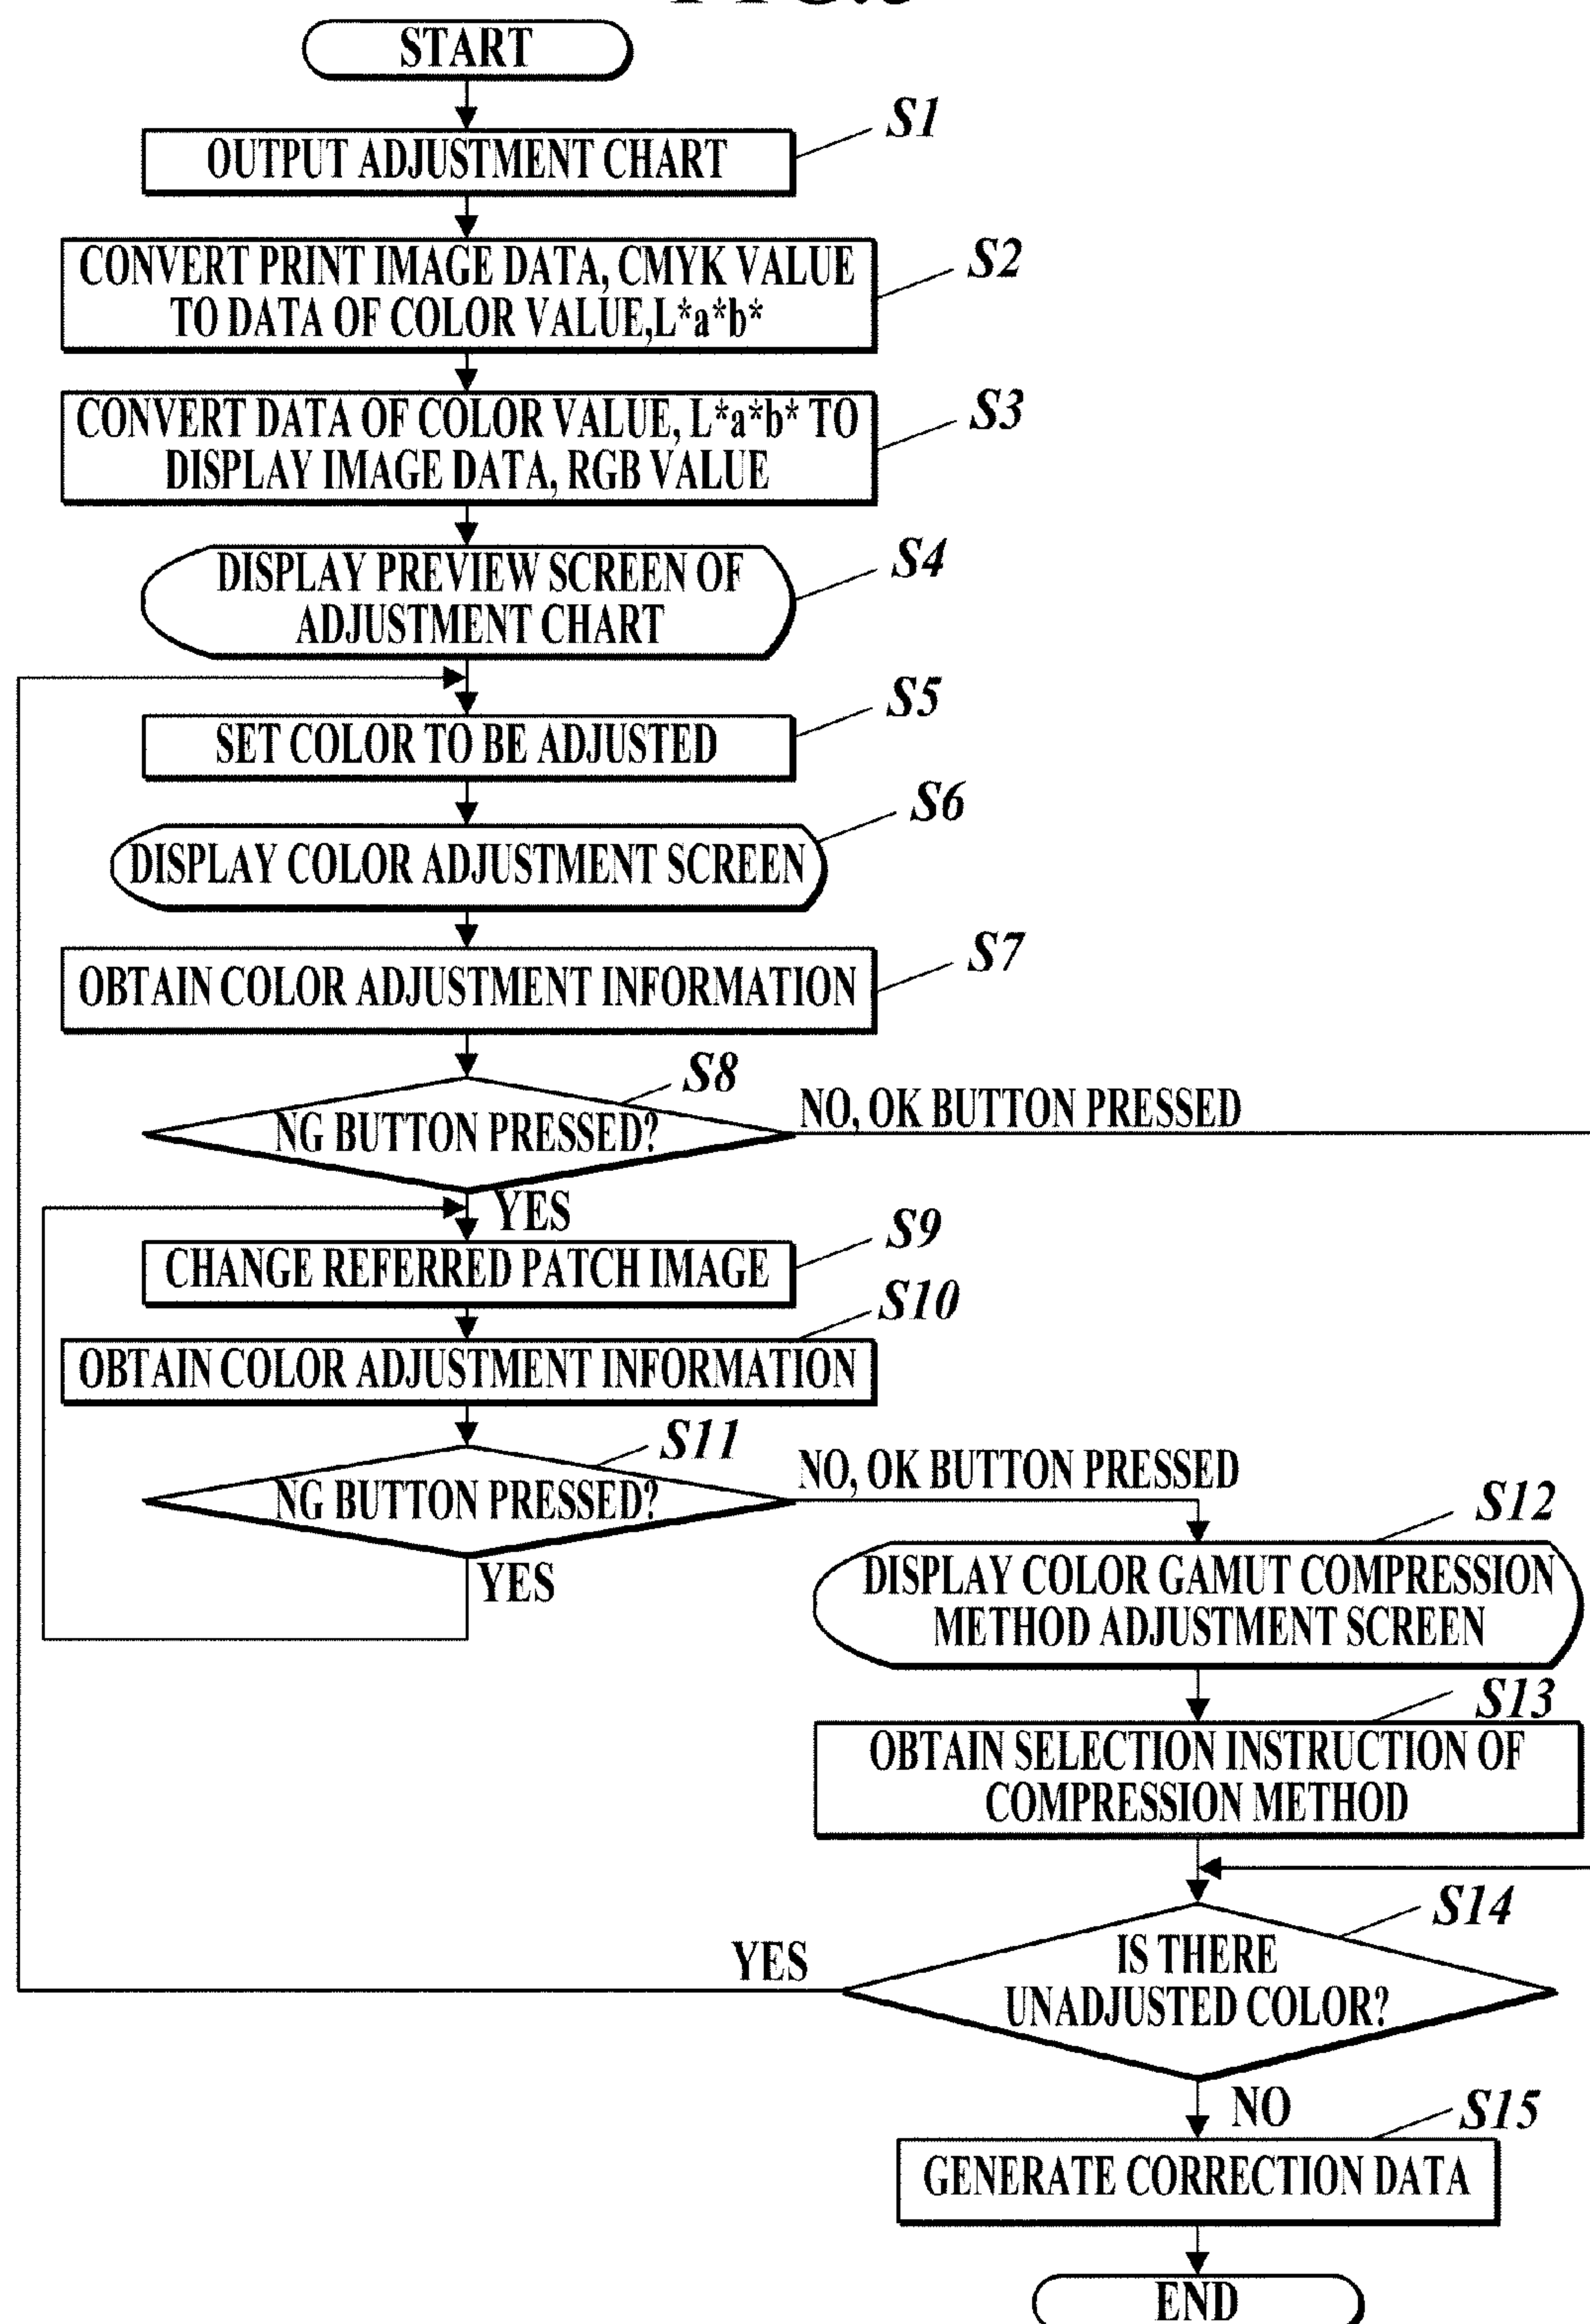 START
S1
OUTPUT ADJUSTMENT CHART
S2
CONVERT PRINT IMAGE DATA, CMYK VALUE
TO DATA OF COLOR VALUE,L*a*b*
S3
CONVERT DATA OF COLOR VALUE, L*a*b* TO
DISPLAY IMAGE DATA, RGB VALUE
S4
DISPLAY PREVIEW SCREEN OF
ADJUSTMENT CHART
S5
SET COLOR TO BE ADJUSTED
S6
DISPLAY COLOR ADJUSTMENT SCREEN
S7
OBTAIN COLOR ADJUSTMENT INFORMATION
S8
NG BUTTON PRESSED?
NO, OK BUTTON PRESSED
YES
S9
CHANGE REFERRED PATCH IMAGE
S10
OBTAIN COLOR ADJUSTMENT INFORMATION
S11
NG BUTTON PRESSED?
NO, OK BUTTON PRESSED
YES
S12
DISPLAY COLOR GAMUT COMPRESSION
METHOD ADJUSTMENT SCREEN
S13
OBTAIN SELECTION INSTRUCTION OF
COMPRESSION METHOD
S14
IS THERE
UNADJUSTED COLOR?
YES
NO
S15
GENERATE CORRECTION DATA
END